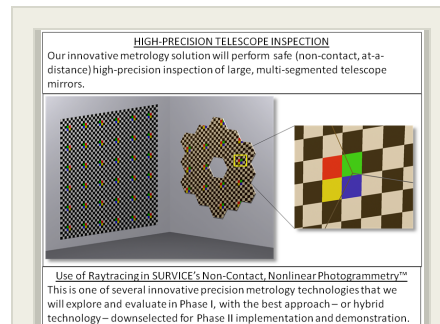 HIGH-PRECISION TELESCOPE INSPECTION
Our innovative metrology solution will perform safe (non-contact, at-a-
distance) high-precision inspection of large, multi-segmented telescope
mirrors.
Use of Raytracing in SURVICE's Non-Contact, Nonlinear Photogrammetry™
This is one of several innovative precision metrology technologies that we
will explore and evaluate in Phase I, with the best approach – or hybrid
technology – downselected for Phase II implementation and demonstration.